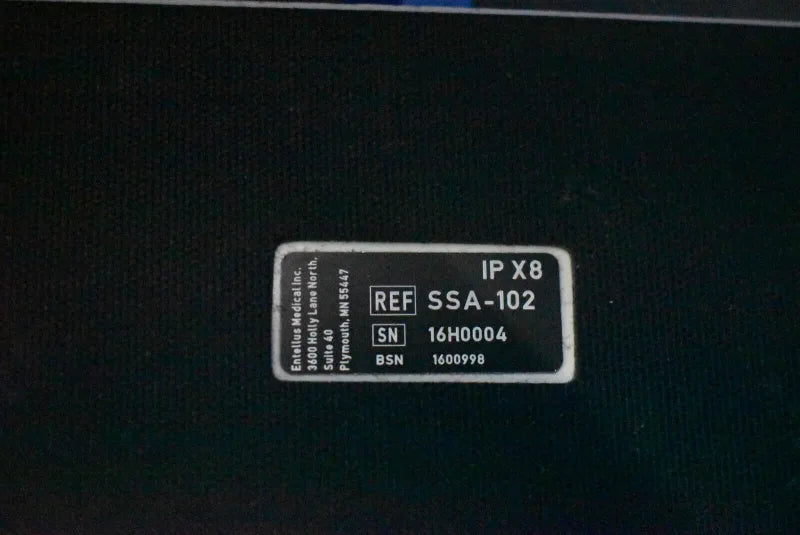 IP X8
REF SSA-102
SN 16H0004
BSN 1600998
Entellus Medical Inc.
3600 Holly Lane North,
Suite 40
Plymouth, MN 55447